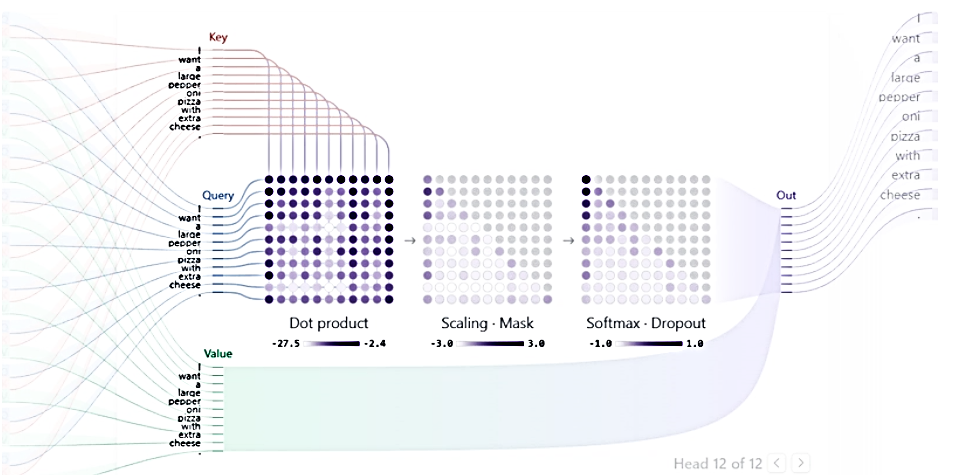 Key
I
want
a
large
pepper
oni
pizza
with
extra
cheese
.
Query
I
want
a
large
pepper
oni
pizza
with
extra
cheese
.
Dot product
-27.5 -2.4
Scaling · Mask
-3.0 3.0
Softmax · Dropout
-1.0 1.0
Value
I
want
a
large
pepper
oni
pizza
with
extra
cheese
.
Out
I
want
a
large
pepper
oni
pizza
with
extra
cheese
.
Head 12 of 12 < >